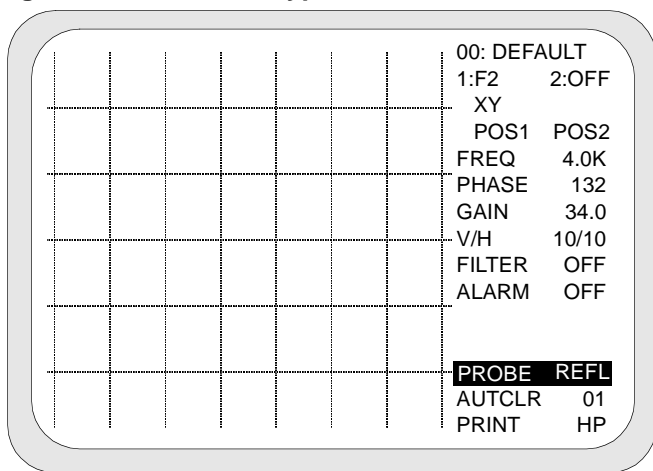 00: DEFAULT
1:F2 2:OFF
XY
POS1 POS2
FREQ 4.0K
PHASE 132
GAIN 34.0
V/H 10/10
FILTER OFF
ALARM OFF
PROBE REFL
AUTCLR 01
PRINT HP